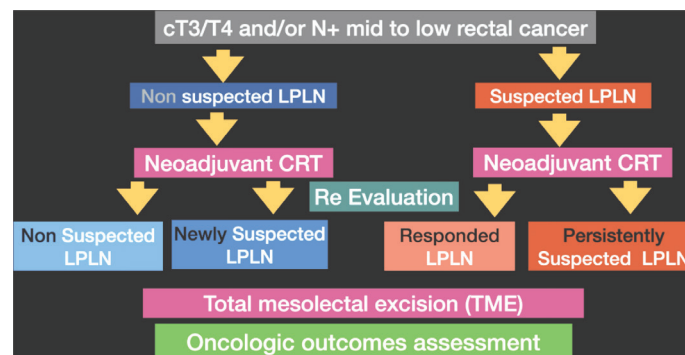 cT3/T4 and/or N+ mid to low rectal cancer
Non suspected LPLN
Suspected LPLN
Neoadjuvant CRT
Neoadjuvant CRT
Re Evaluation
Non Suspected
LPLN
Newly Suspected
LPLN
Responded
LPLN
Persistently
Suspected LPLN
Total mesolectal excision (TME)
Oncologic outcomes assessment